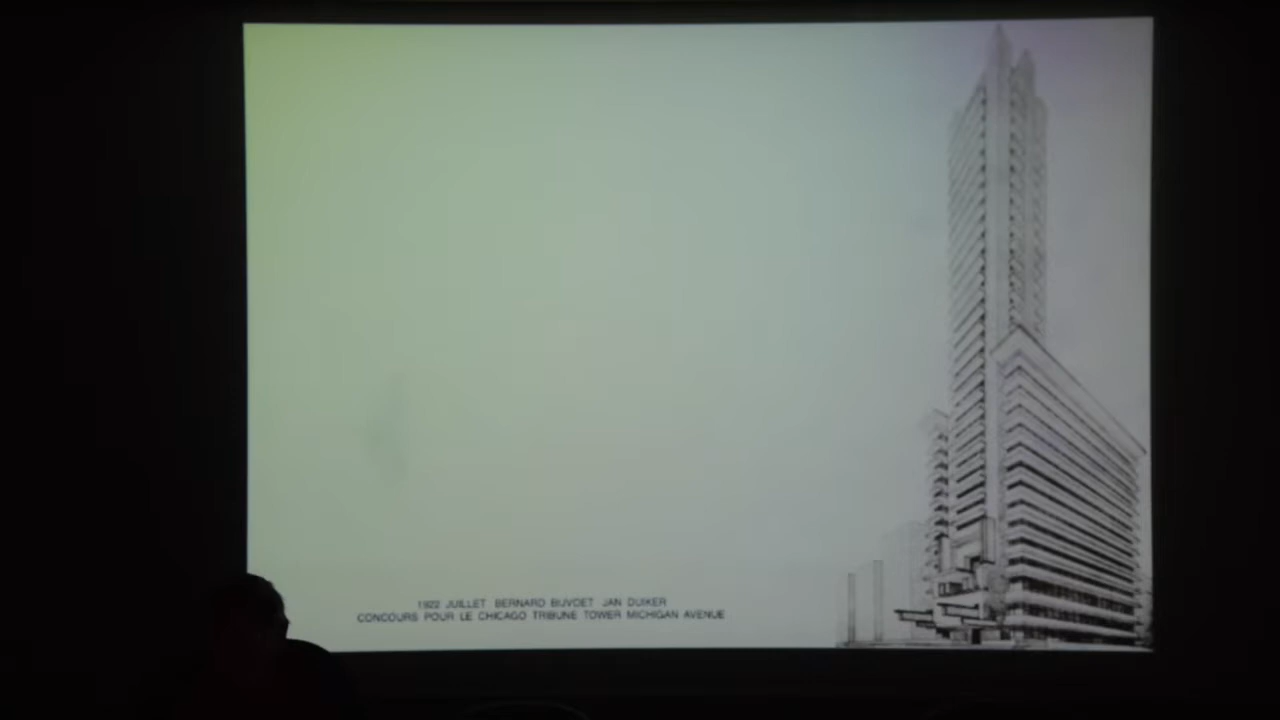 1922 JUILLET BERNARD BIJVOET JAN DUIKER
CONCOURS POUR LE CHICAGO TRIBUNE TOWER MICHIGAN AVENUE